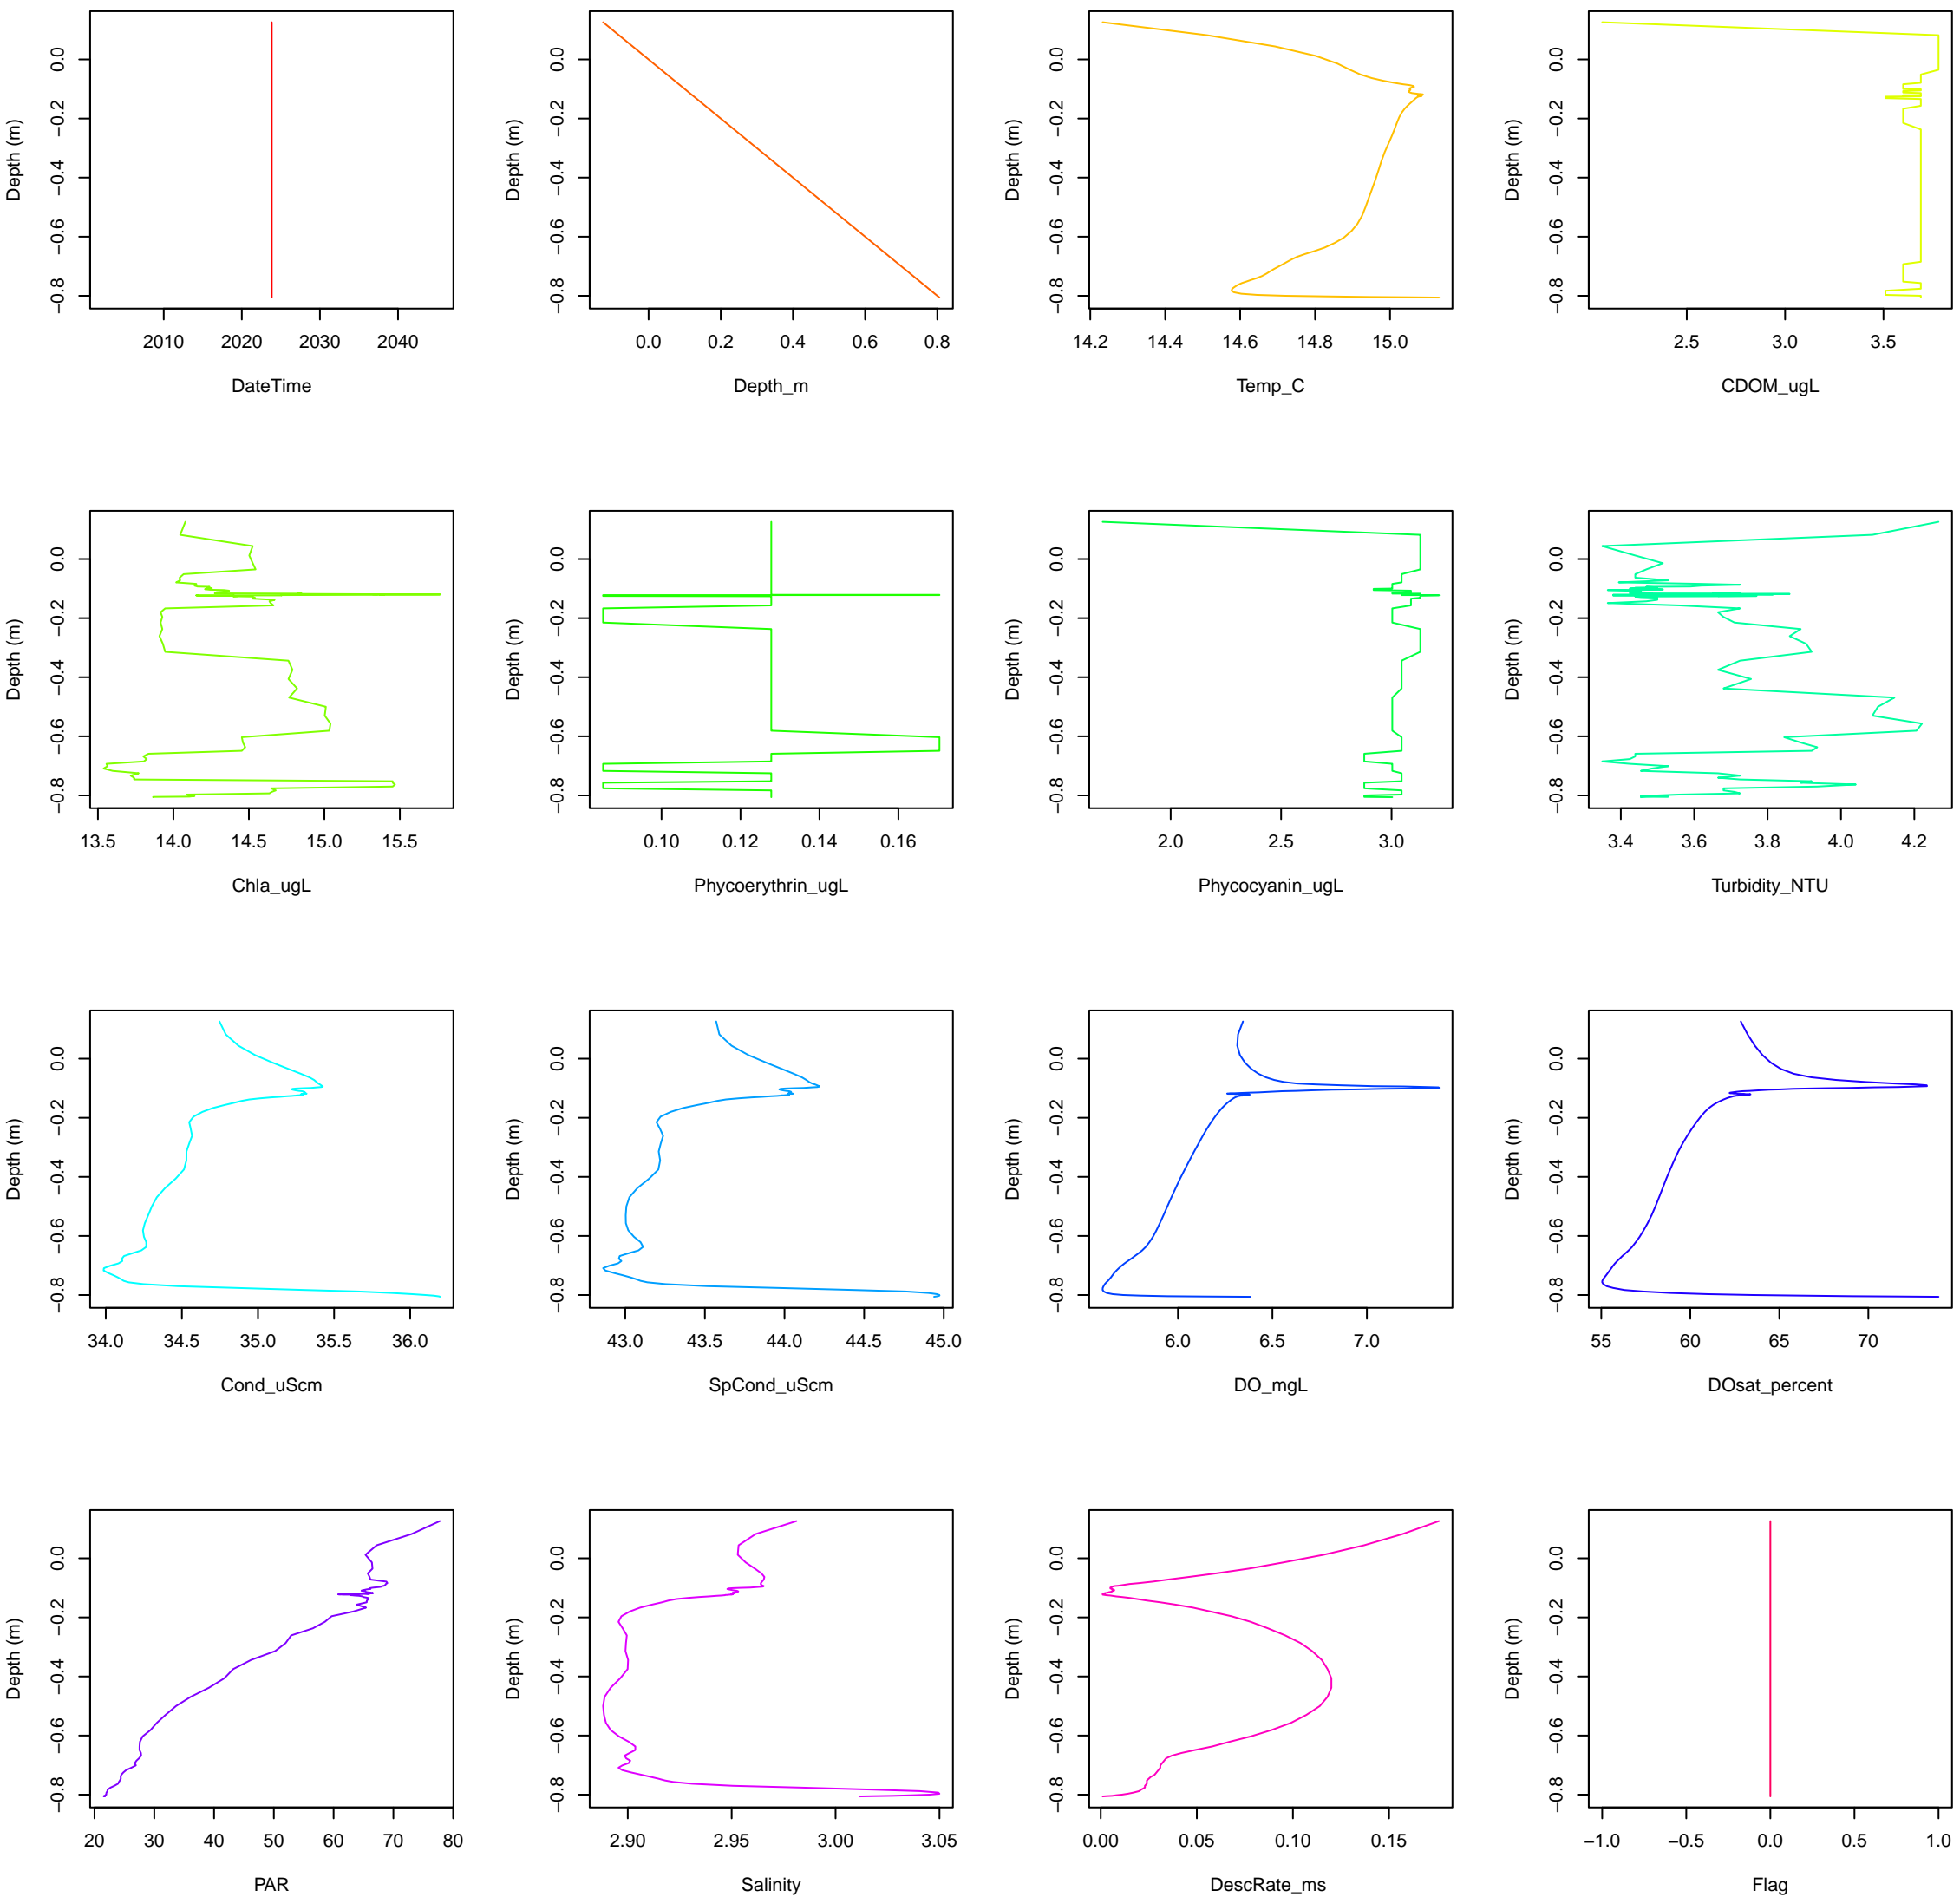 Depth (m)
0.0
−0.2
−0.4
−0.6
−0.8
2010 2020 2030 2040
DateTime
Depth (m)
0.0
−0.2
−0.4
−0.6
−0.8
0.0 0.2 0.4 0.6 0.8
Depth_m
Depth (m)
0.0
−0.2
−0.4
−0.6
−0.8
14.2 14.4 14.6 14.8 15.0
Temp_C
Depth (m)
0.0
−0.2
−0.4
−0.6
−0.8
2.5 3.0 3.5
CDOM_ugL
Depth (m)
0.0
−0.2
−0.4
−0.6
−0.8
13.5 14.0 14.5 15.0 15.5
Chla_ugL
Depth (m)
0.0
−0.2
−0.4
−0.6
−0.8
0.10 0.12 0.14 0.16
Phycoerythrin_ugL
Depth (m)
0.0
−0.2
−0.4
−0.6
−0.8
2.0 2.5 3.0
Phycocyanin_ugL
Depth (m)
0.0
−0.2
−0.4
−0.6
−0.8
3.4 3.6 3.8 4.0 4.2
Turbidity_NTU
Depth (m)
0.0
−0.2
−0.4
−0.6
−0.8
34.0 34.5 35.0 35.5 36.0
Cond_uScm
Depth (m)
0.0
−0.2
−0.4
−0.6
−0.8
43.0 43.5 44.0 44.5 45.0
SpCond_uScm
Depth (m)
0.0
−0.2
−0.4
−0.6
−0.8
6.0 6.5 7.0
DO_mgL
Depth (m)
0.0
−0.2
−0.4
−0.6
−0.8
55 60 65 70
DOsat_percent
Depth (m)
0.0
−0.2
−0.4
−0.6
−0.8
20 30 40 50 60 70 80
PAR
Depth (m)
0.0
−0.2
−0.4
−0.6
−0.8
2.90 2.95 3.00 3.05
Salinity
Depth (m)
0.0
−0.2
−0.4
−0.6
−0.8
0.00 0.05 0.10 0.15
DescRate_ms
Depth (m)
0.0
−0.2
−0.4
−0.6
−0.8
−1.0 −0.5 0.0 0.5 1.0
Flag